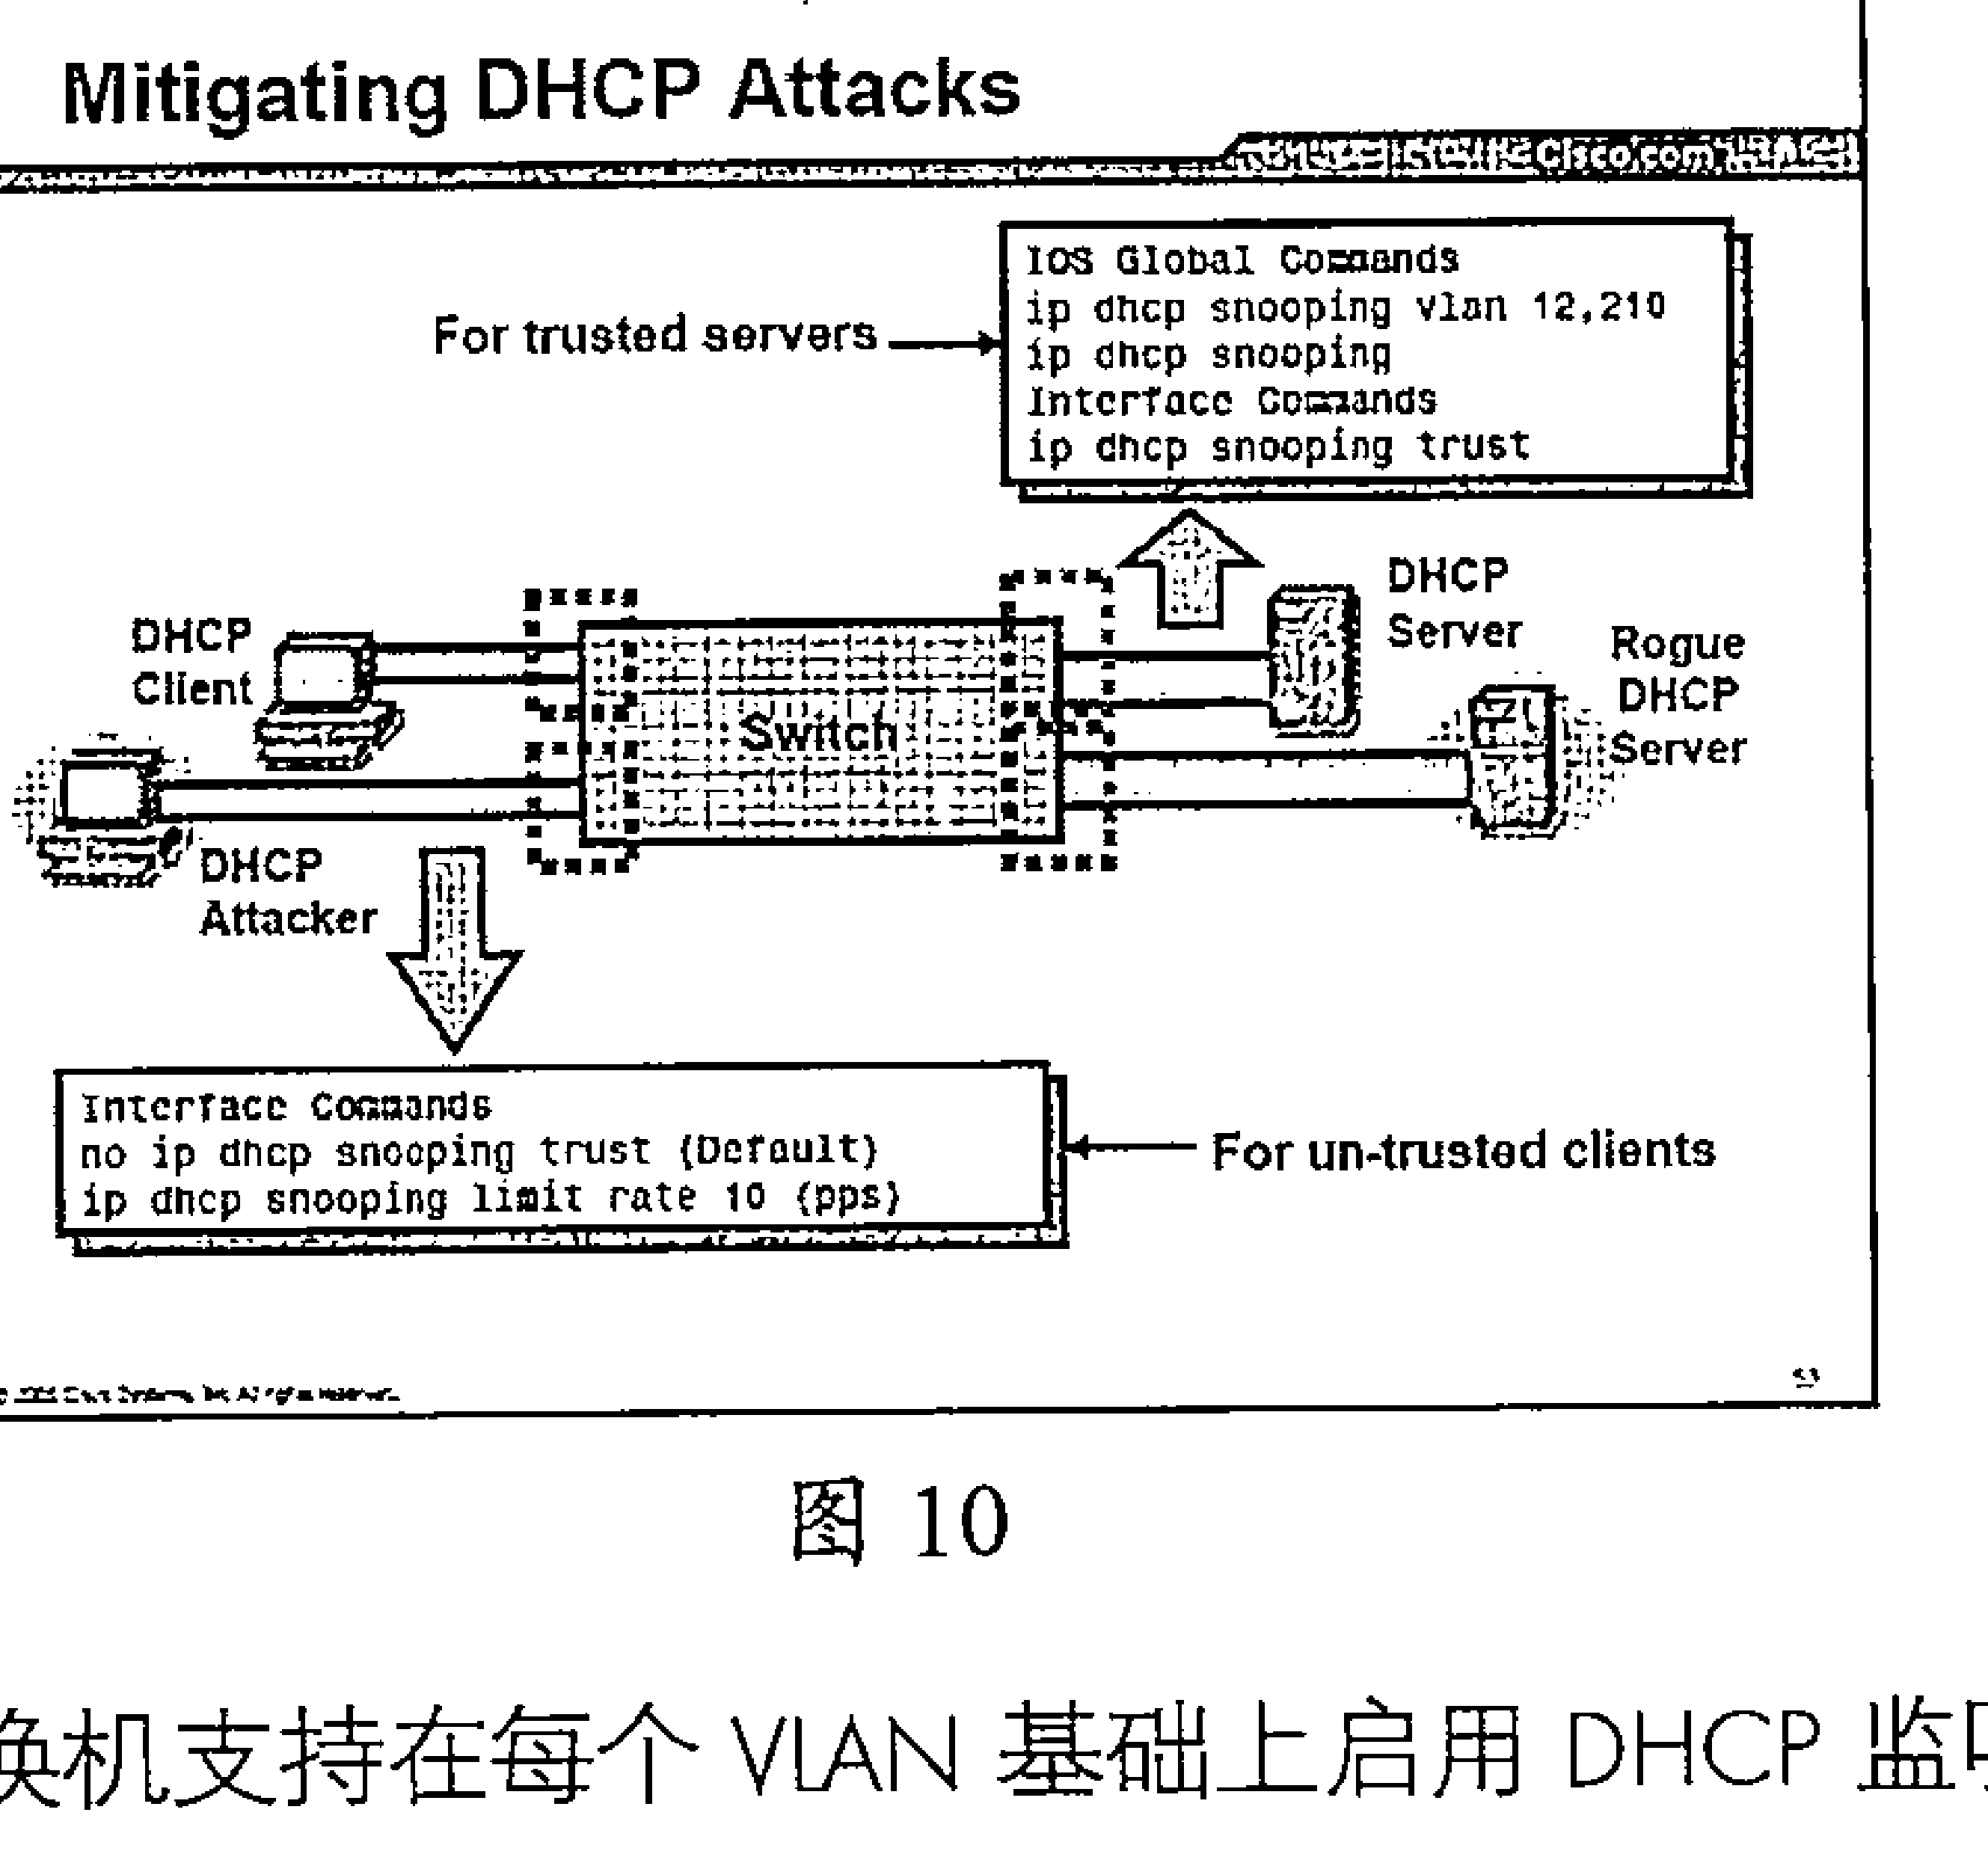 Mitigating DHCP Attacks
Cisco.com
IOS Global Commands
ip dhcp snooping vlan 12,210
ip dhcp snooping
Interface Commands
ip dhcp snooping trust
For trusted servers
DHCP
Client
DHCP
Server
Rogue
DHCP
Server
Switch
DHCP
Attacker
Interface Commands
no ip dhcp snooping trust (Default)
ip dhcp snooping limit rate 10 (pps)
For un-trusted clients
图 10
换机支持在每个 VLAN 基础上启用 DHCP 监